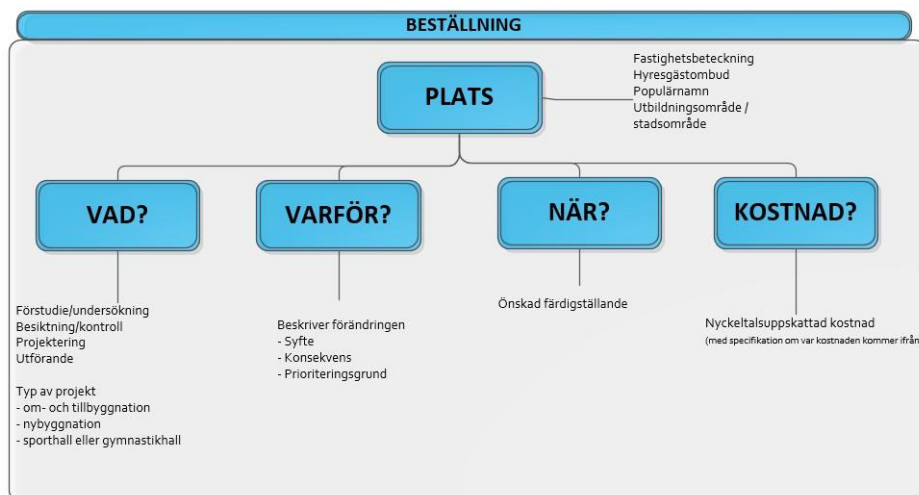 BESTÄLLNING
PLATS
Fastighetsbeteckning
Hyresgästombud
Populärnamn
Utbildningsområde /
stadsområde
VAD?
VARFÖR?
NÄR?
KOSTNAD?
Förstudie/undersökning
Besiktning/kontroll
Projektering
Utförande
Typ av projekt
- om- och tillbyggnation
- nybyggnation
- sporthall eller gymnastikhall
Beskriver förändringen
- Syfte
- Konsekvens
- Prioriteringsgrund
Önskad färdigställande
Nyckeltalsuppskattad kostnad
(med specifikation om var kostnaden kommer ifrån